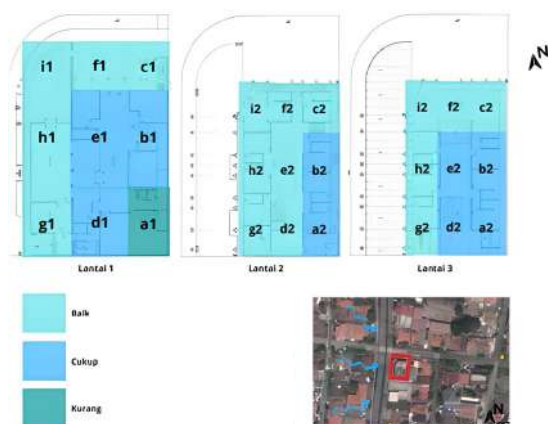 N
i1 f1 c1
h1 e1 b1
g1 d1 a1
Lantai 1
i2 f2 c2
h2 e2 b2
g2 d2 a2
Lantai 2
i2 f2 c2
h2 e2 b2
g2 d2 a2
Lantai 3
Baik
Cukup
Kurang
N